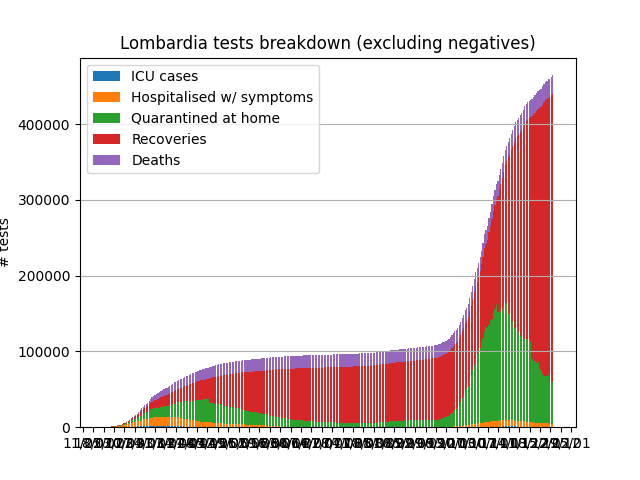 Lombardia tests breakdown (excluding negatives)
ICU cases
Hospitalised w/ symptoms
Quarantined at home
Recoveries
Deaths
400000
300000
200000
100000
0
# tests